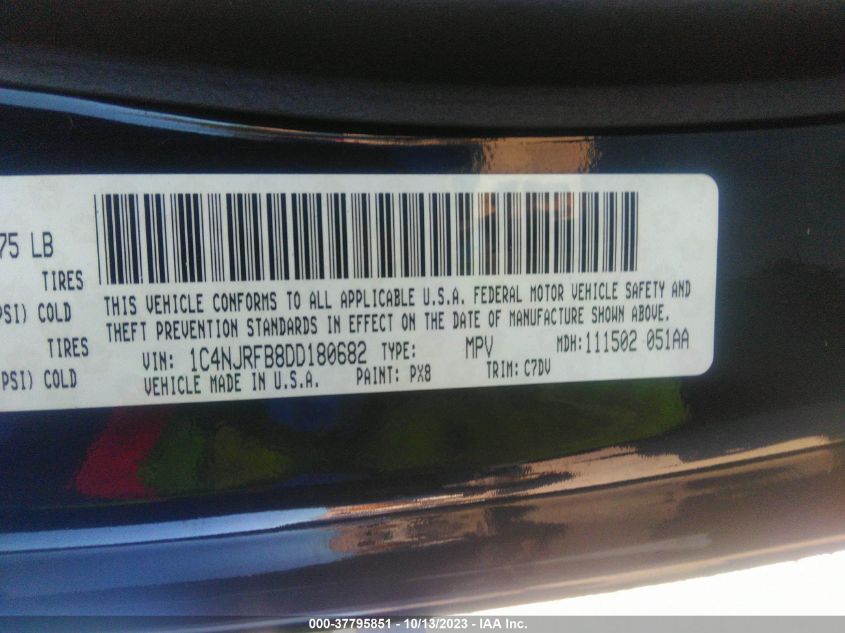 75 LB
TIRES
PSI) COLD
TIRES
PSI) COLD
THIS VEHICLE CONFORMS TO ALL APPLICABLE U.S.A. FEDERAL MOTOR VEHICLE SAFETY AND
THEFT PREVENTION STANDARDS IN EFFECT ON THE DATE OF MANUFACTURE SHOWN ABOVE.
VIN: 1C4NJRFB8DD180682 TYPE: MPV MDH: 111502 051AA
VEHICLE MADE IN U.S.A. PAINT: PX8 TRIM: C7DV
000-37795851 - 10/13/2023 - IAA Inc.